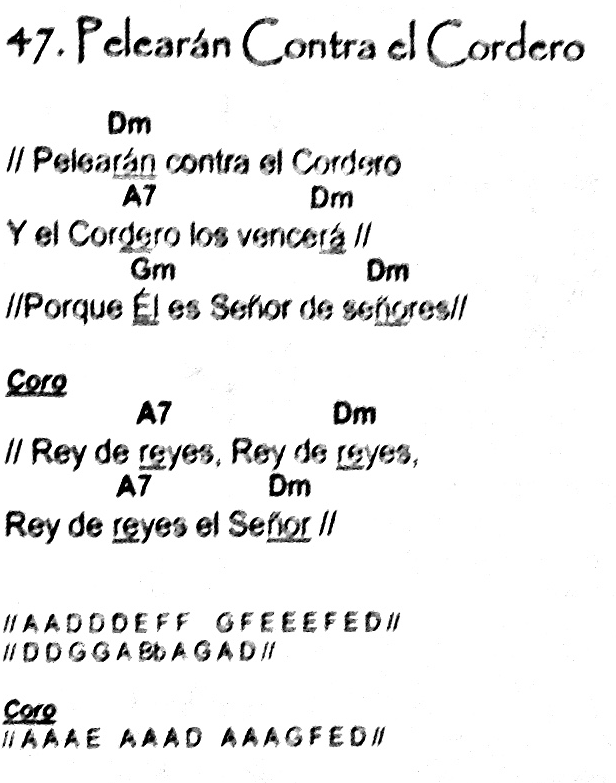 47. Pelearán Contra el Cordero
Dm
// Pelearán contra el Cordero
A7 Dm
Y el Cordero los vencerá //
Gm Dm
//Porque Él es Señor de señores//
Coro
A7 Dm
// Rey de reyes, Rey de reyes,
A7 Dm
Rey de reyes el Señor //
//A A D D D E F F G F E E E F E D//
//D D G G A Bb A G A D//
Coro
//A A A E A A A D A A A G F E D//